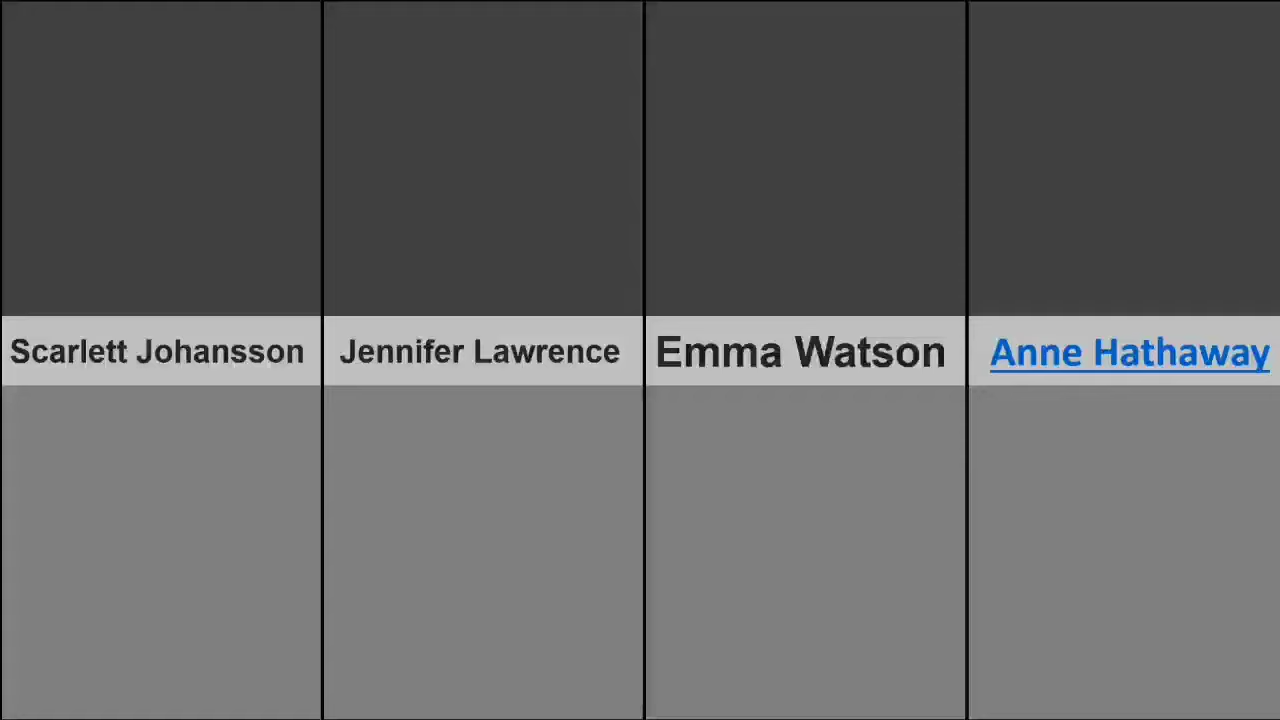 Scarlett Johansson
Jennifer Lawrence
Emma Watson
Anne Hathaway